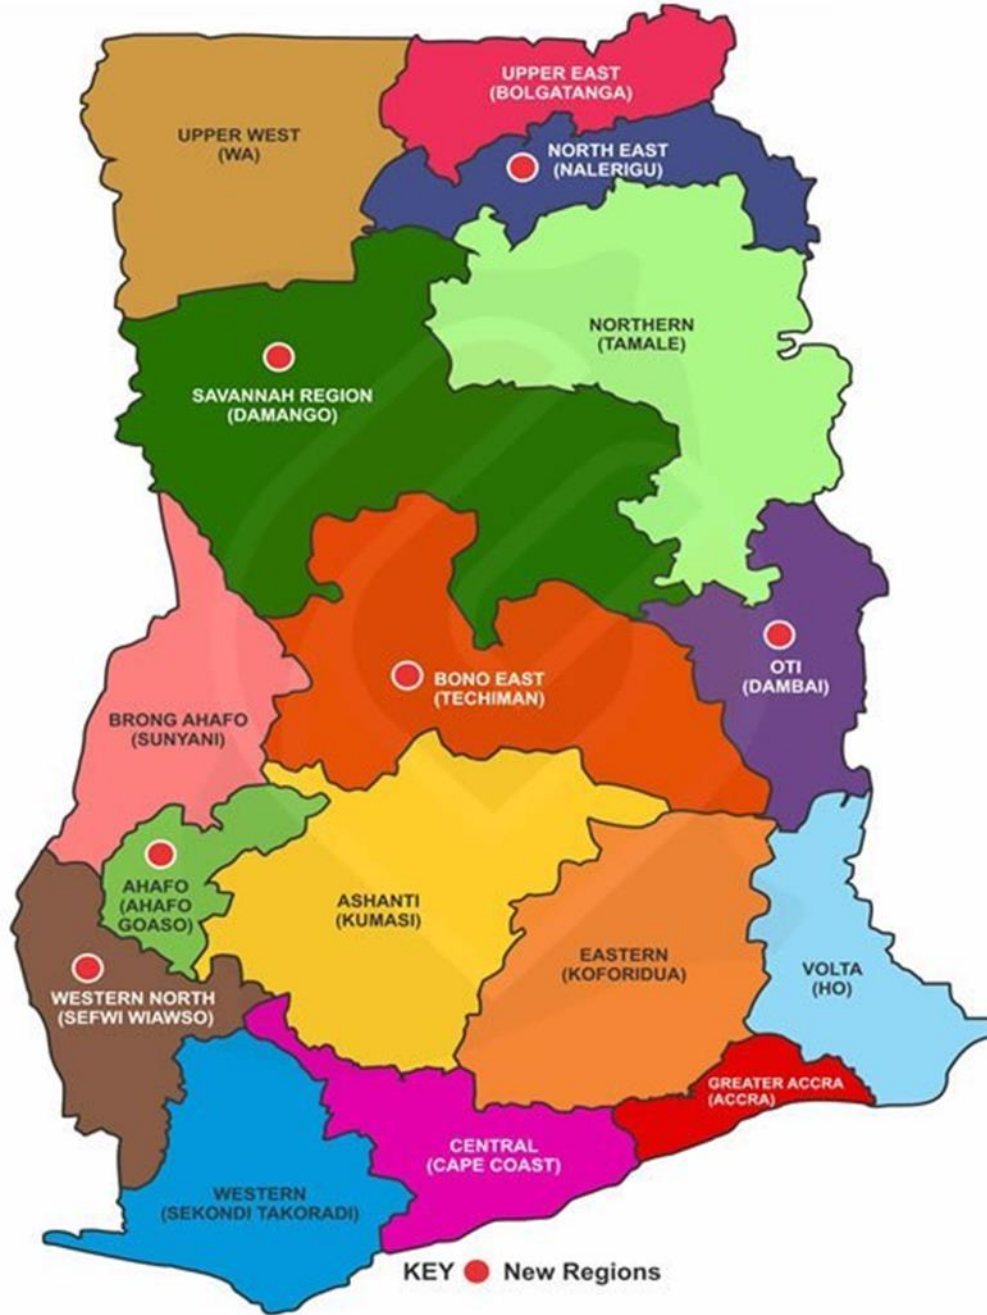 UPPER EAST
(BOLGATANGA)
UPPER WEST
(WA)
NORTH EAST
(NALERIGU)
NORTHERN
(TAMALE)
SAVANNAH REGION
(DAMANGO)
OTI
(DAMBAI)
BONO EAST
(TECHIMAN)
BRONG AHAFO
(SUNYANI)
AHAFO
(AHAFO
GOASO)
ASHANTI
(KUMASI)
EASTERN
(KOFORIDUA)
VOLTA
(HO)
WESTERN NORTH
(SEFWI WIAWSO)
GREATER ACCRA
(ACCRA)
CENTRAL
(CAPE COAST)
WESTERN
(SEKONDI TAKORADI)
KEY New Regions